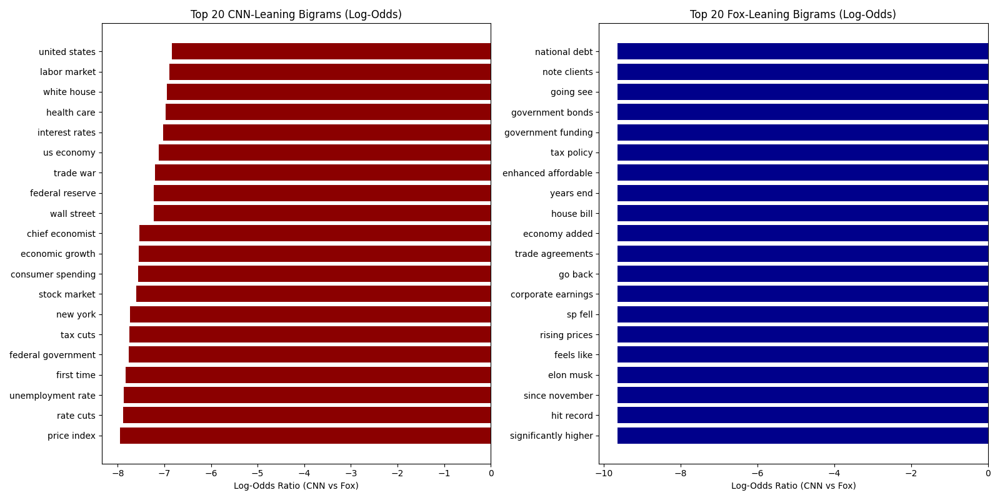 Top 20 CNN-Leaning Bigrams (Log-Odds)
united states
labor market
white house
health care
interest rates
us economy
trade war
federal reserve
wall street
chief economist
economic growth
consumer spending
stock market
new york
tax cuts
federal government
first time
unemployment rate
rate cuts
price index
−8 −7 −6 −5 −4 −3 −2 −1 0
Log-Odds Ratio (CNN vs Fox)
Top 20 Fox-Leaning Bigrams (Log-Odds)
national debt
note clients
going see
government bonds
government funding
tax policy
enhanced affordable
years end
house bill
economy added
trade agreements
go back
corporate earnings
sp fell
rising prices
feels like
elon musk
since november
hit record
significantly higher
−10 −8 −6 −4 −2 0
Log-Odds Ratio (CNN vs Fox)